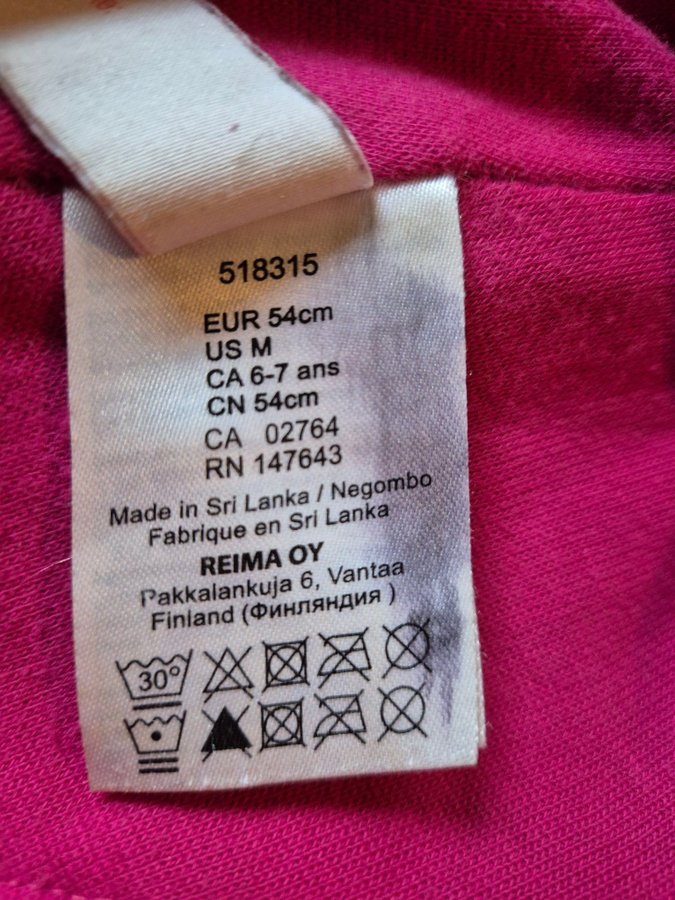 518315
EUR 54cm
US M
CA 6-7 ans
CN 54cm
CA 02764
RN 147643
Made in Sri Lanka / Negombo
Fabrique en Sri Lanka
REIMA OY
Pakkalankuja 6, Vantaa
Finland (Финляндия )
30°